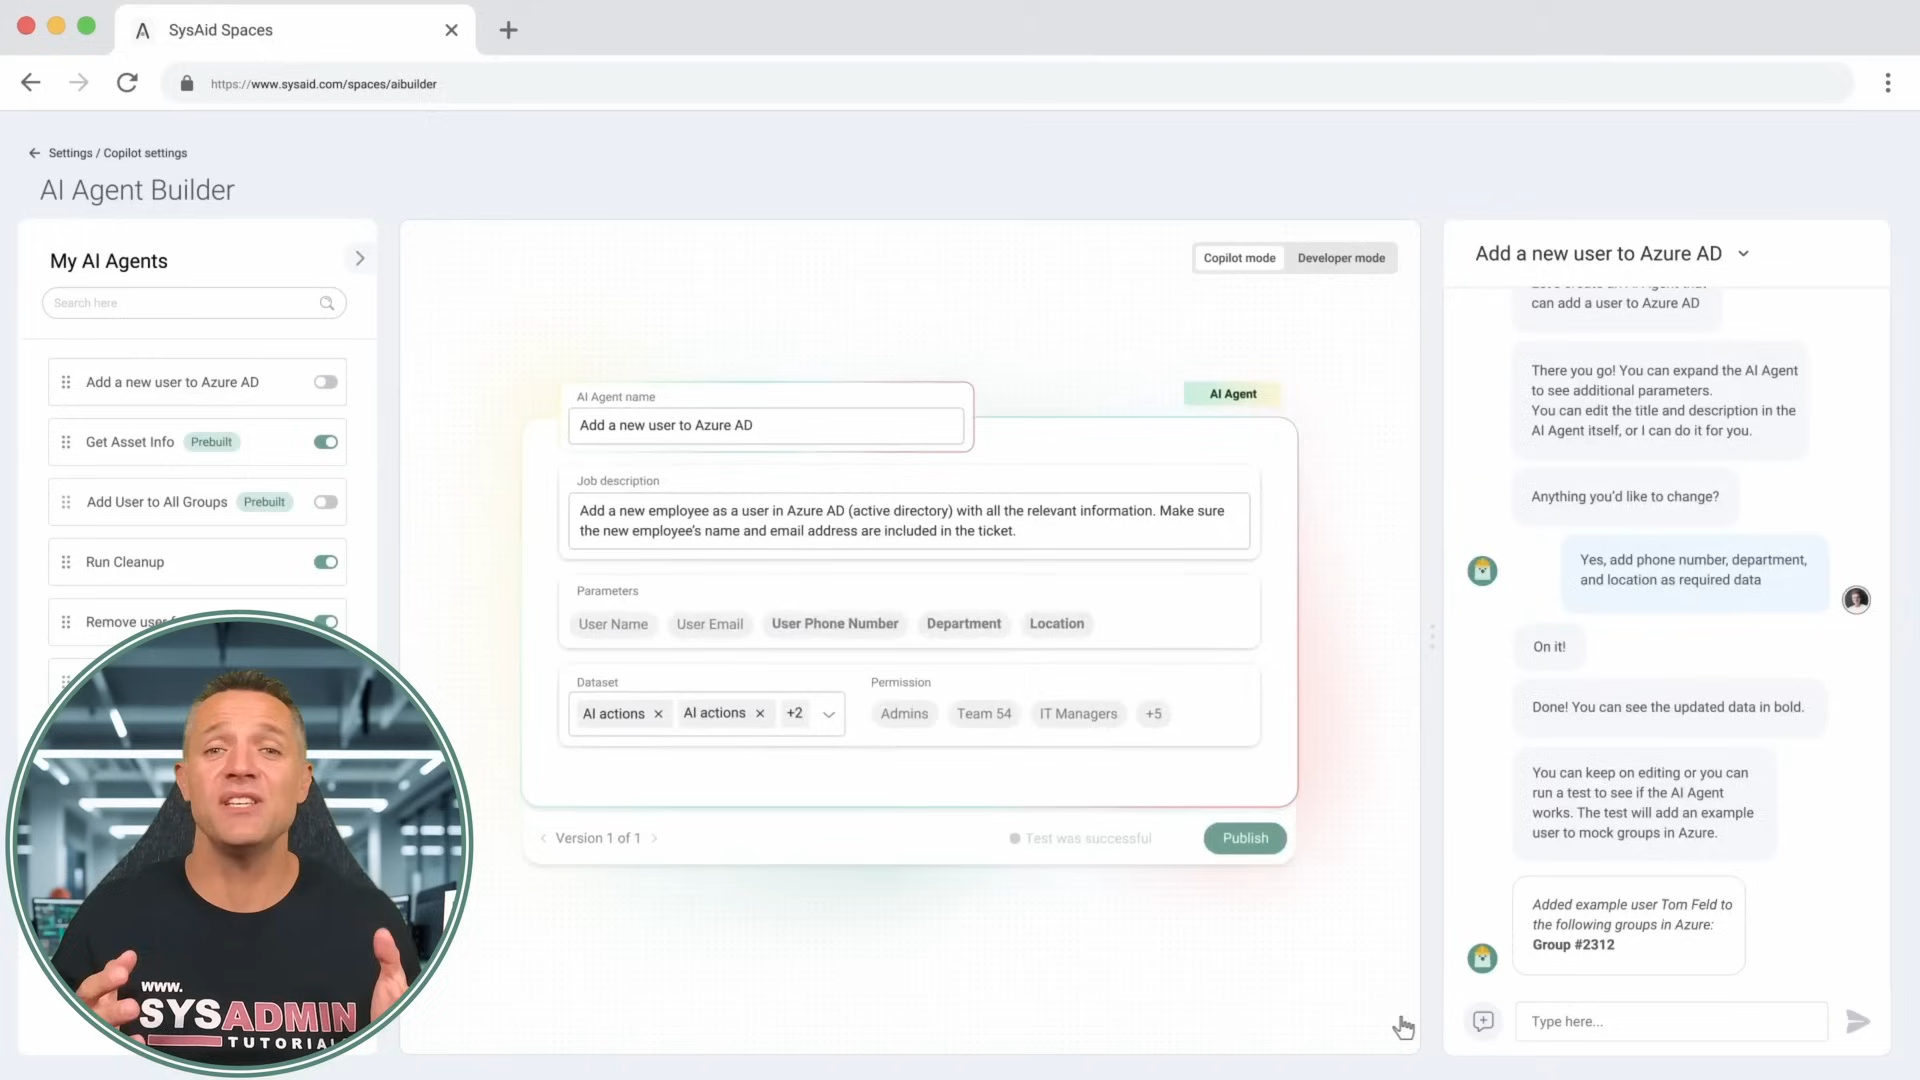 SysAid Spaces
https://www.sysaid.com/spaces/aibuilder
Settings / Copilot settings
AI Agent Builder
My AI Agents
Search here
Add a new user to Azure AD
Get Asset Info Prebuilt
Add User to All Groups Prebuilt
Run Cleanup
Remove user
Copilot mode Developer mode
AI Agent
AI Agent name
Add a new user to Azure AD
Job description
Add a new employee as a user in Azure AD (active directory) with all the relevant information. Make sure
the new employee's name and email address are included in the ticket.
Parameters
User Name User Email User Phone Number Department Location
Dataset
AI actions × AI actions × +2
Permission
Admins Team 54 IT Managers +5
< Version 1 of 1 >
Test was successful
Publish
Add a new user to Azure AD
can add a user to Azure AD
There you go! You can expand the AI Agent
to see additional parameters.
You can edit the title and description in the
AI Agent itself, or I can do it for you.
Anything you'd like to change?
Yes, add phone number, department,
and location as required data
On it!
Done! You can see the updated data in bold.
You can keep on editing or you can
run a test to see if the AI Agent
works. The test will add an example
user to mock groups in Azure.
Added example user Tom Feld to
the following groups in Azure:
Group #2312
Type here...
www.
SYSADMIN
TUTORIAL